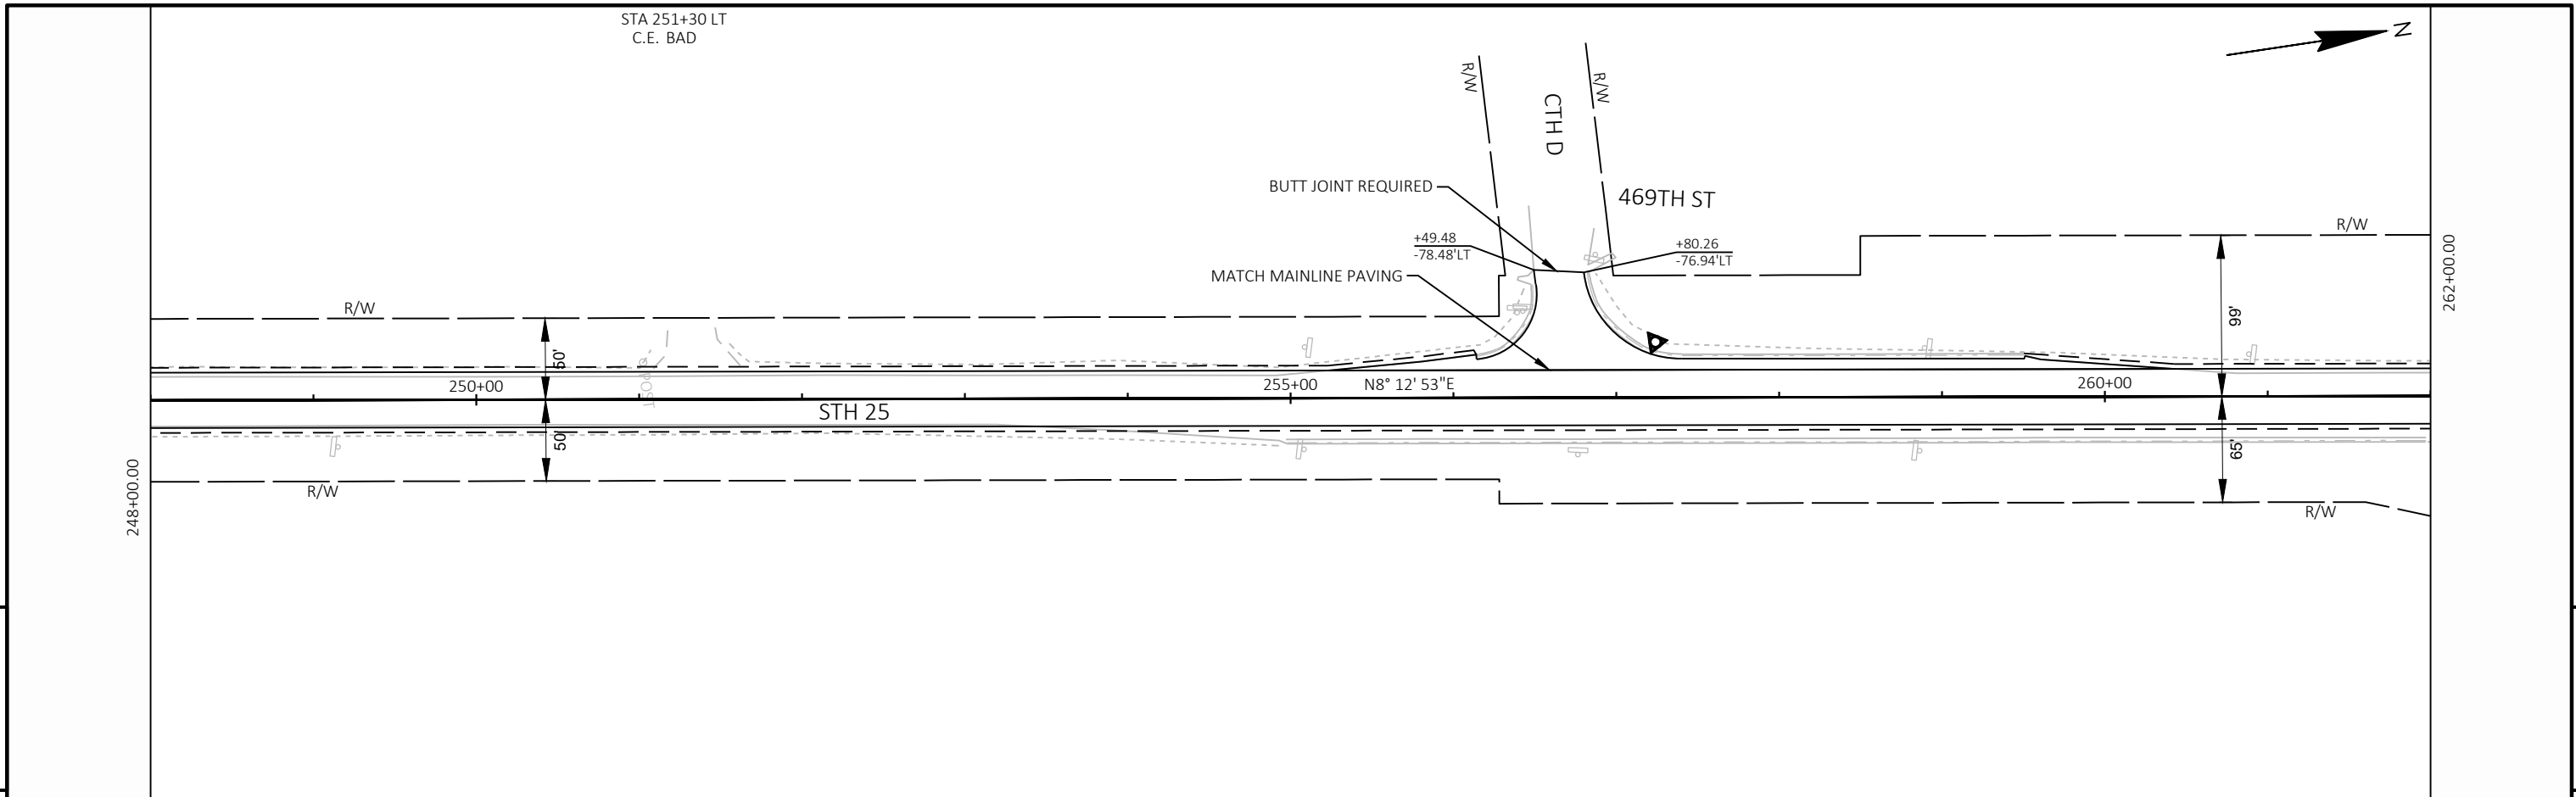 STA 251+30 LT
C.E. BAD
N
R/W
R/W
CTH D
BUTT JOINT REQUIRED
469TH ST
+49.48
-78.48'LT
+80.26
-76.94'LT
R/W
MATCH MAINLINE PAVING
R/W
262+00.00
99'
50'
250+00
255+00
N8° 12' 53"E
260+00
STH 25
50'
65'
248+00.00
R/W
R/W